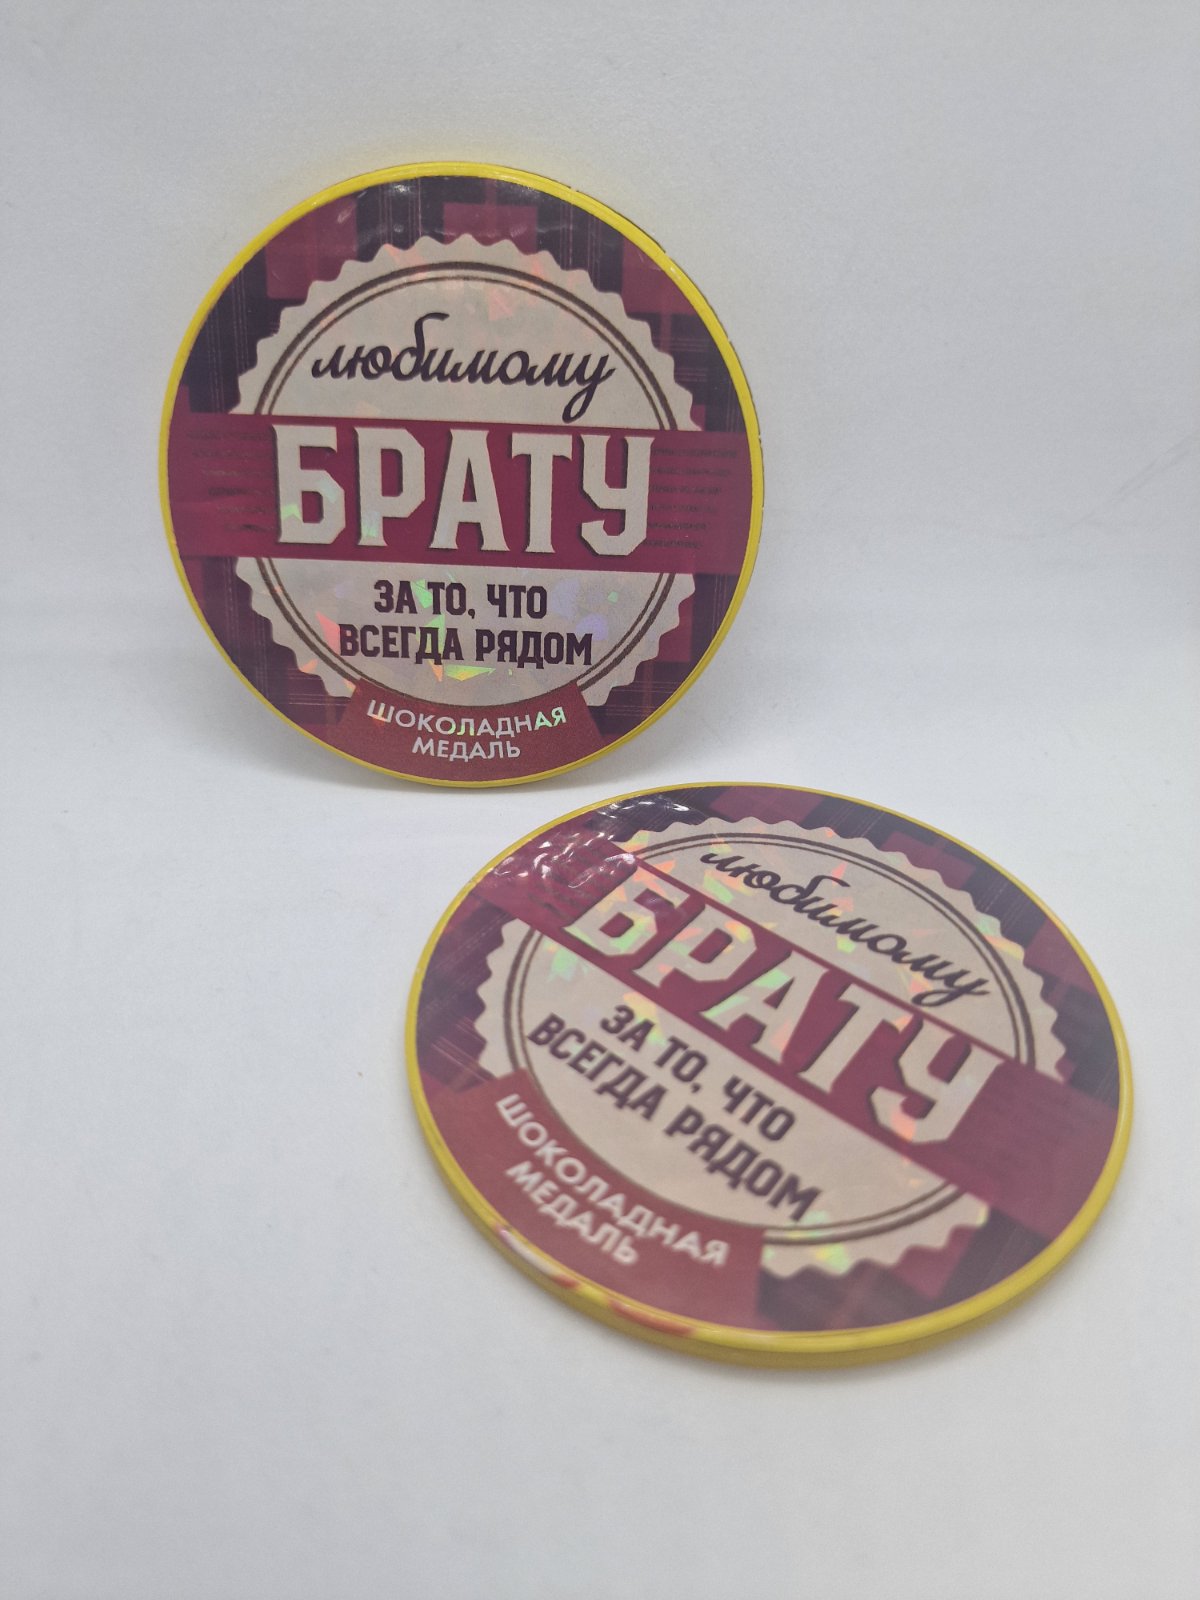 любимому
БРАТУ
ЗА ТО, ЧТО
ВСЕГДА РЯДОМ
ШОКОЛАДНАЯ
МЕДАЛЬ
любимому
БРАТУ
ЗА ТО, ЧТО
ВСЕГДА РЯДОМ
ШОКОЛАДНАЯ
МЕДАЛЬ